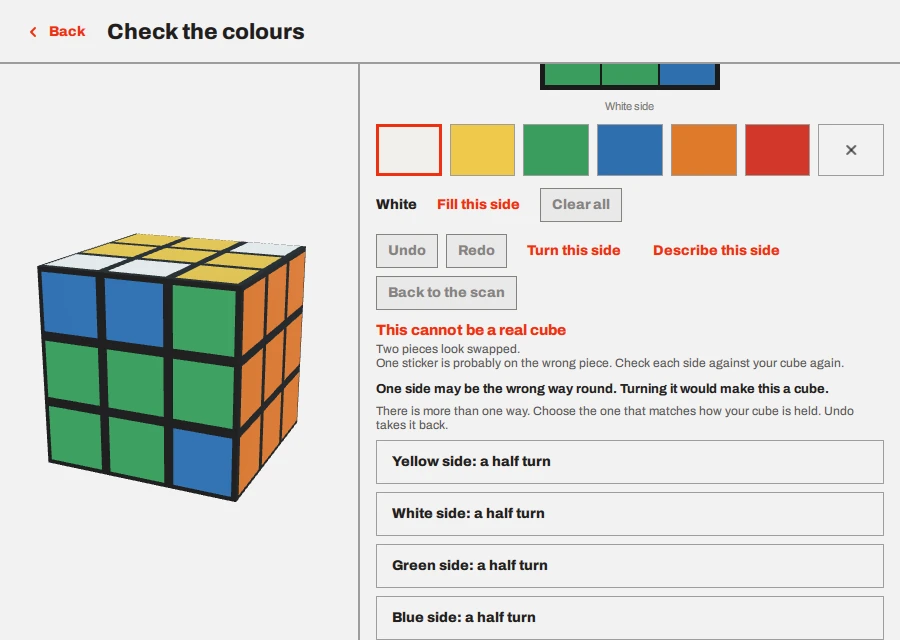 Back
Check the colours
White side
✕
White
Fill this side
Clear all
Undo
Redo
Turn this side
Describe this side
Back to the scan
This cannot be a real cube
Two pieces look swapped.
One sticker is probably on the wrong piece. Check each side against your cube again.
One side may be the wrong way round. Turning it would make this a cube.
There is more than one way. Choose the one that matches how your cube is held. Undo
takes it back.
Yellow side: a half turn
White side: a half turn
Green side: a half turn
Blue side: a half turn